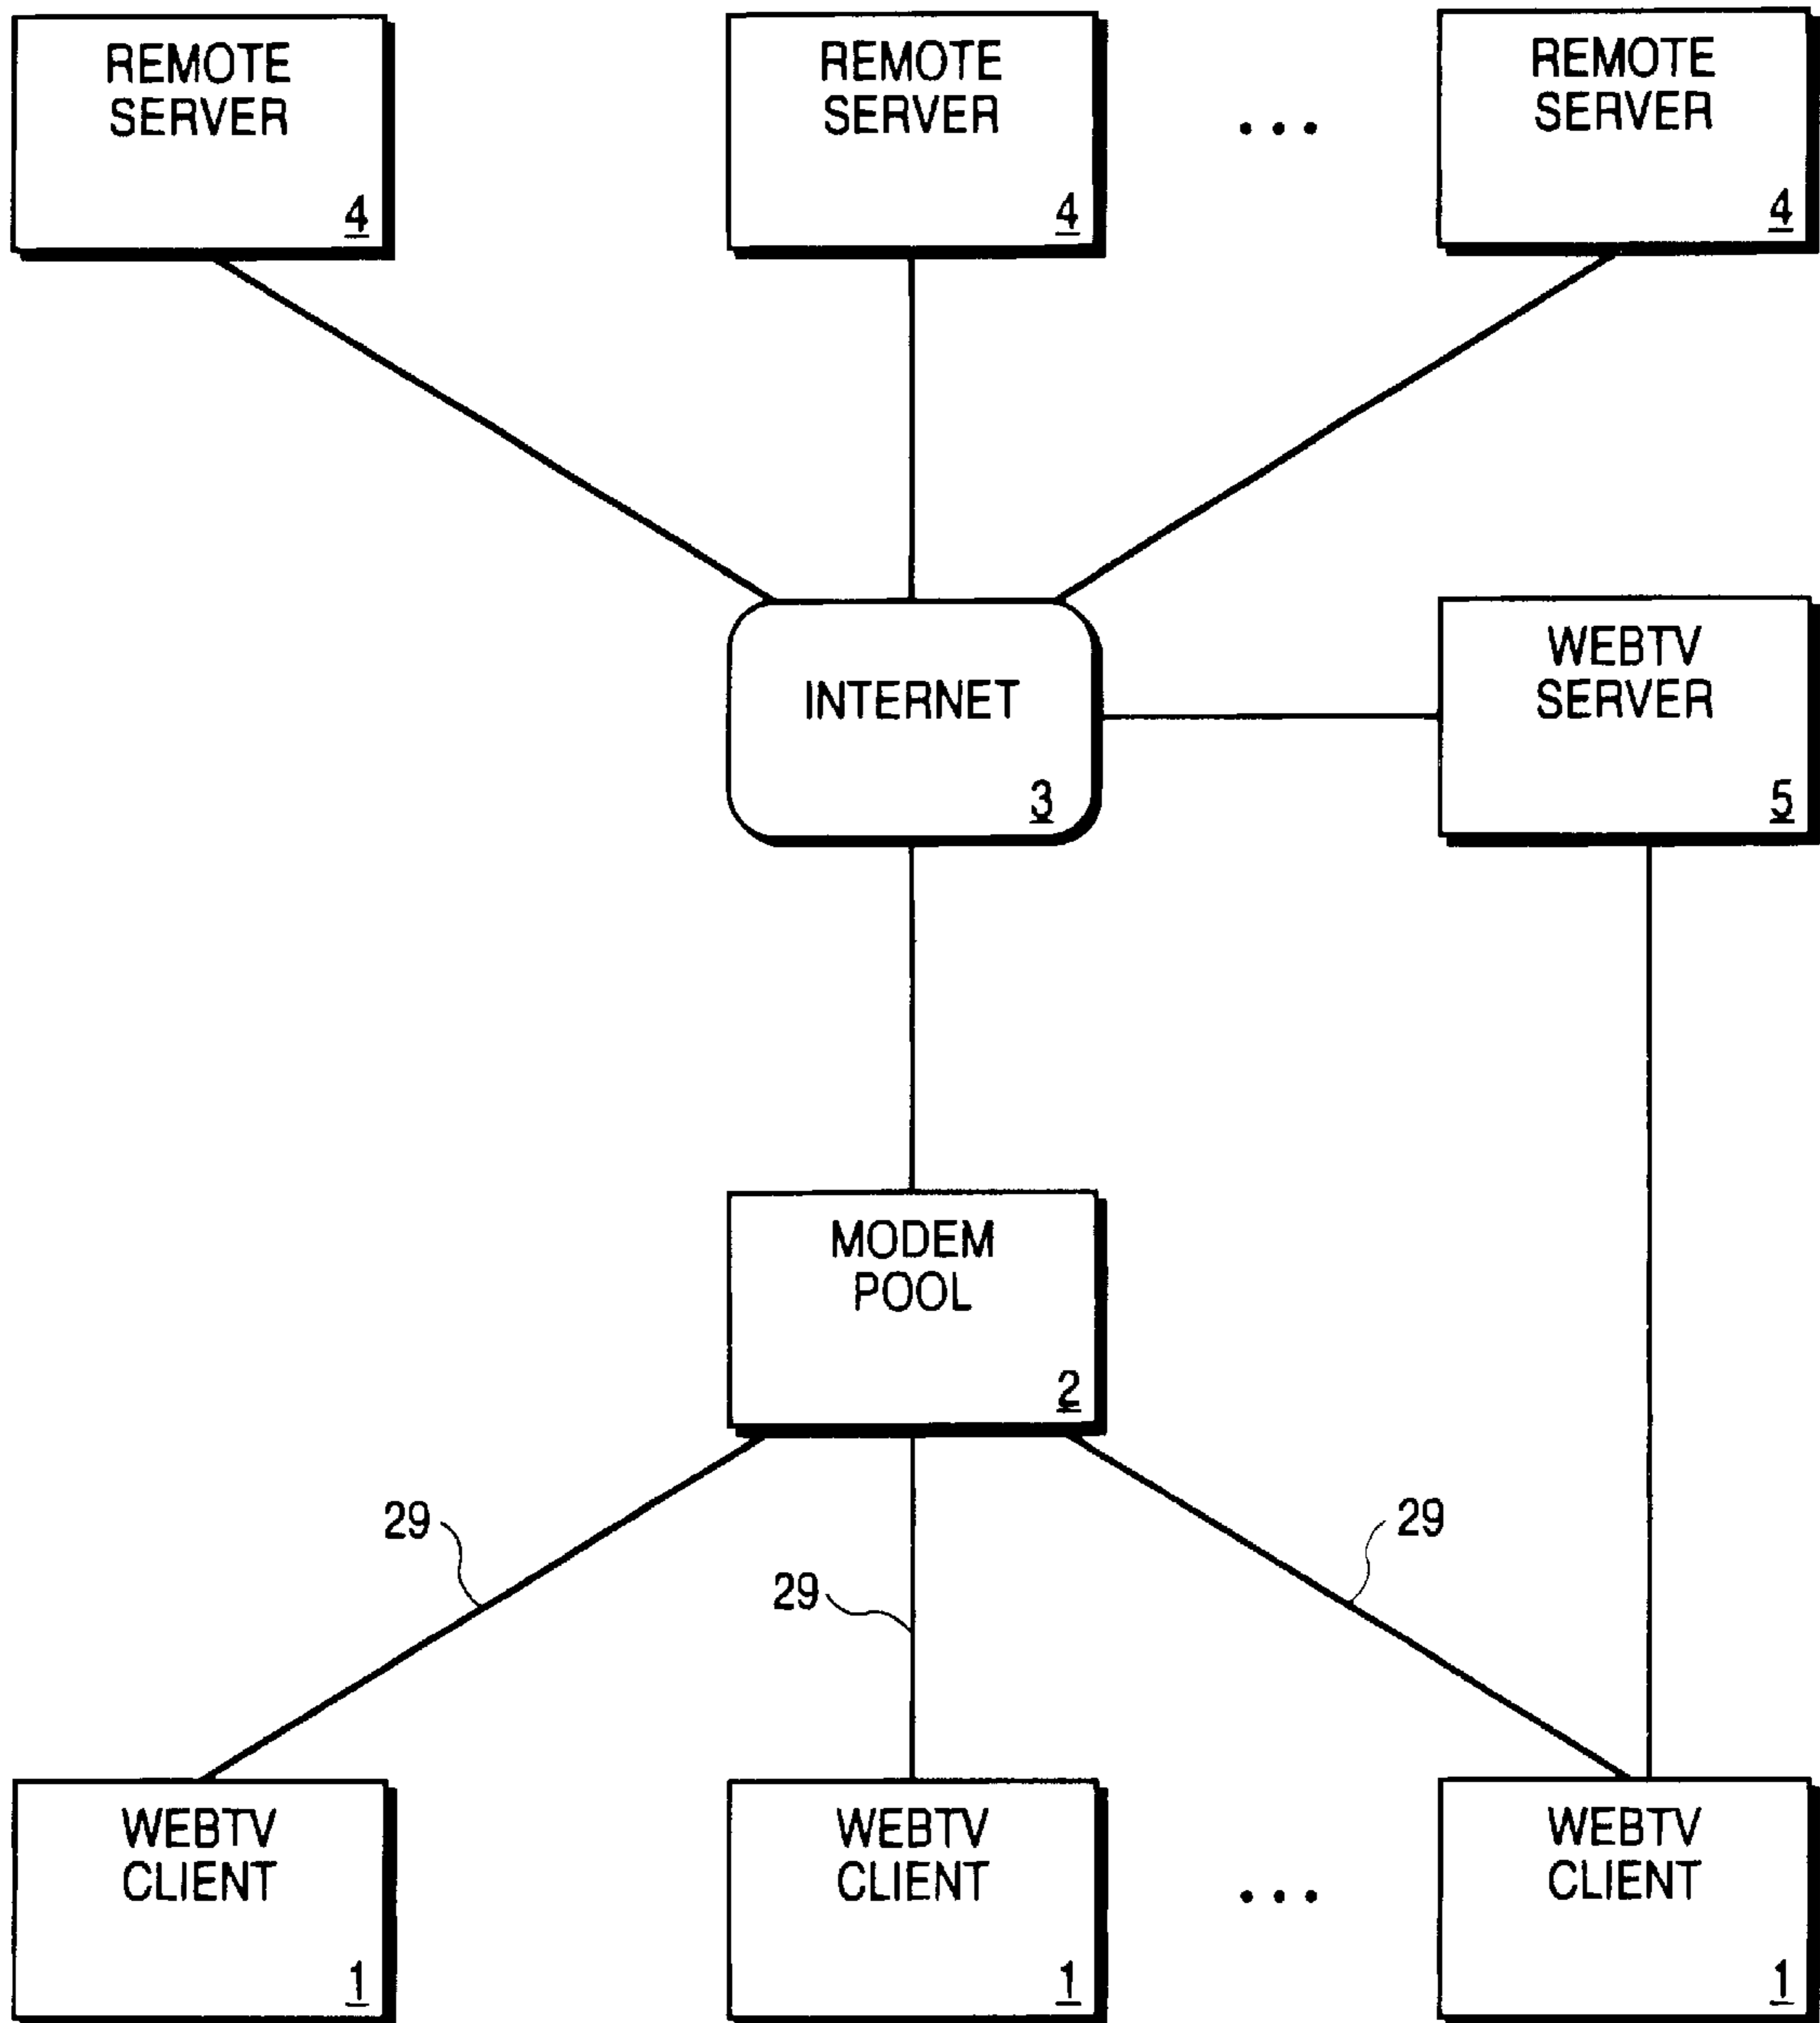 REMOTE
SERVER
4
REMOTE
SERVER
4
...
REMOTE
SERVER
4
INTERNET
3
WEBTV
SERVER
5
MODEM
POOL
2
29
29
29
WEBTV
CLIENT
1
WEBTV
CLIENT
1
...
WEBTV
CLIENT
1